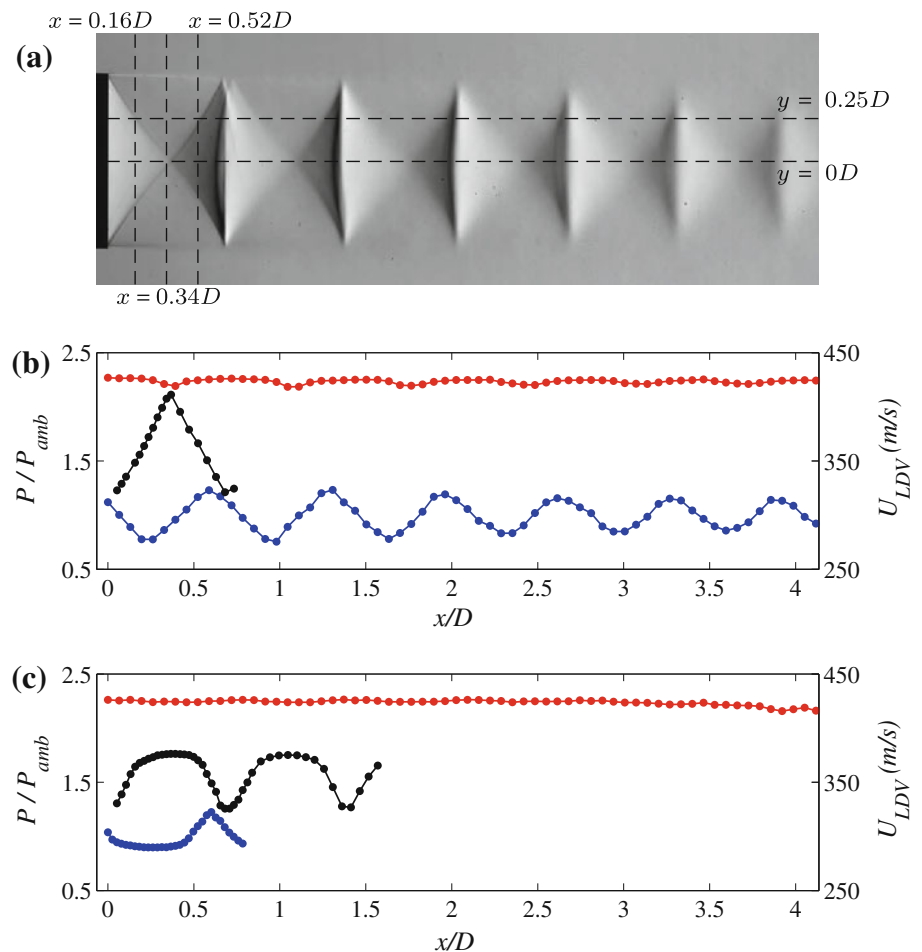 x = 0.16D x = 0.52D
(a)
y = 0.25D
y = 0D
x = 0.34D
(b)
2.5
1.5
0.5
P / P_amb
450
350
250
U_LDV (m/s)
0 0.5 1 1.5 2 2.5 3 3.5 4
x/D
(c)
2.5
1.5
0.5
P / P_amb
450
350
250
U_LDV (m/s)
0 0.5 1 1.5 2 2.5 3 3.5 4
x/D